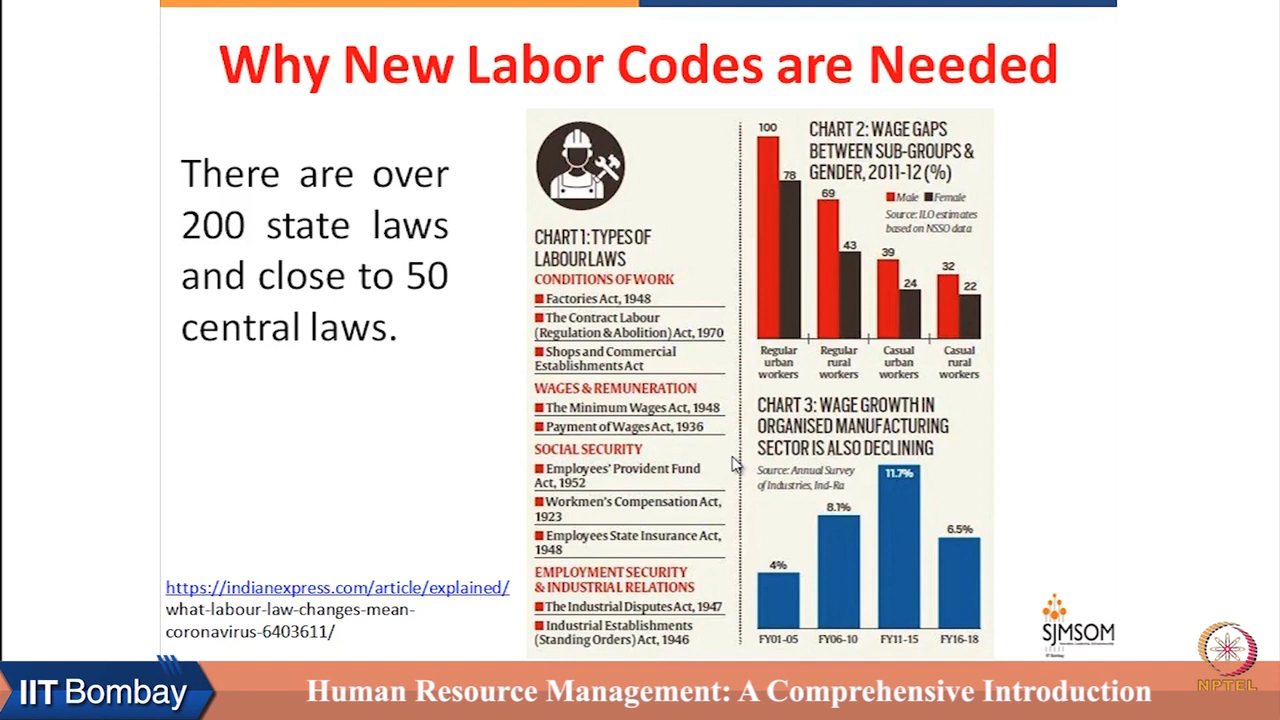 Why New Labor Codes are Needed
There are over
200 state laws
and close to 50
central laws.
https://indianexpress.com/article/explained/
what-labour-law-changes-mean-
coronavirus-6403611/
CHART 1: TYPES OF
LABOUR LAWS
CONDITIONS OF WORK
Factories Act, 1948
The Contract Labour
(Regulation & Abolition) Act, 1970
Shops and Commercial
Establishments Act
WAGES & REMUNERATION
The Minimum Wages Act, 1948
Payment of Wages Act, 1936
SOCIAL SECURITY
Employees' Provident Fund
Act, 1952
Workmen's Compensation Act,
1923
Employees State Insurance Act,
1948
EMPLOYMENT SECURITY
& INDUSTRIAL RELATIONS
The Industrial Disputes Act, 1947
Industrial Establishments
(Standing Orders) Act, 1946
CHART 2: WAGE GAPS
BETWEEN SUB-GROUPS &
GENDER, 2011-12 (%)
Male Female
Source: ILO estimates
based on NSSO data
100
78
69
43
39
24
32
22
Regular
urban
workers
Regular
rural
workers
Casual
urban
workers
Casual
rural
workers
CHART 3: WAGE GROWTH IN
ORGANISED MANUFACTURING
SECTOR IS ALSO DECLINING
Source: Annual Survey
of Industries, Ind-Ra
4%
8.1%
11.7%
6.5%
FY01-05 FY06-10 FY11-15 FY16-18
SJMSOM
IIT Bombay
NPTEL
IIT Bombay
Human Resource Management: A Comprehensive Introduction